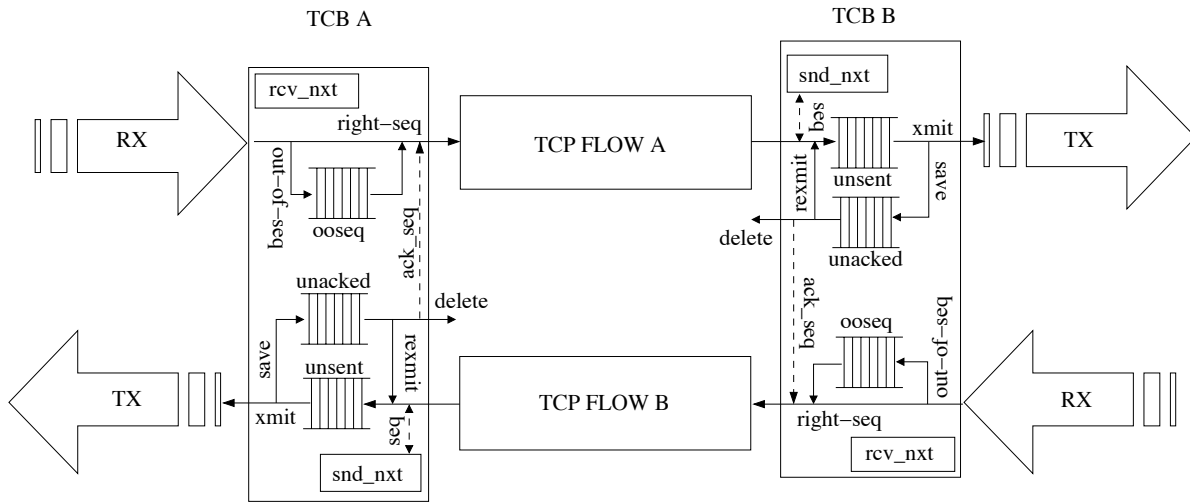 TCB A
TCB B
rcv_nxt
snd_nxt
RX
right−seq
TCP FLOW A
seq
xmit
TX
out−of−seq
ooseq
ack_seq
rexmit
unsent
save
delete
unacked
unacked
delete
ack_seq
ooseq
out−of−seq
save
unsent
rexmit
TX
xmit
seq
TCP FLOW B
right−seq
RX
snd_nxt
rcv_nxt